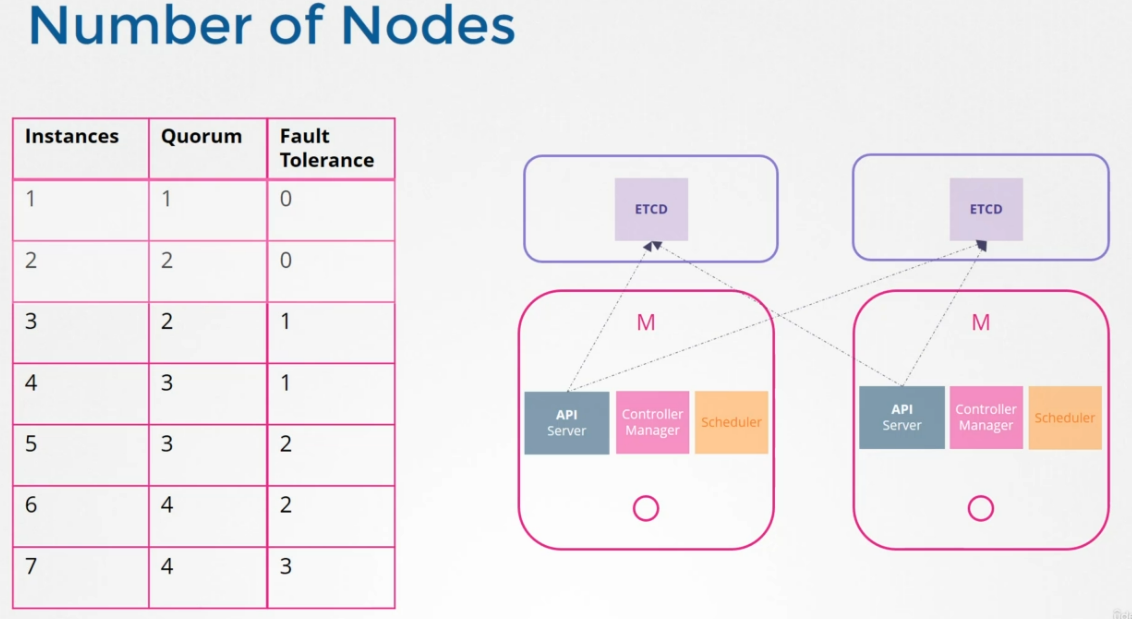 Number of Nodes
Instances Quorum Fault
Tolerance
1 1 0
2 2 0
3 2 1
4 3 1
5 3 2
6 4 2
7 4 3
ETCD ETCD
M M
API
Server
Controller
Manager
Scheduler
API
Server
Controller
Manager
Scheduler